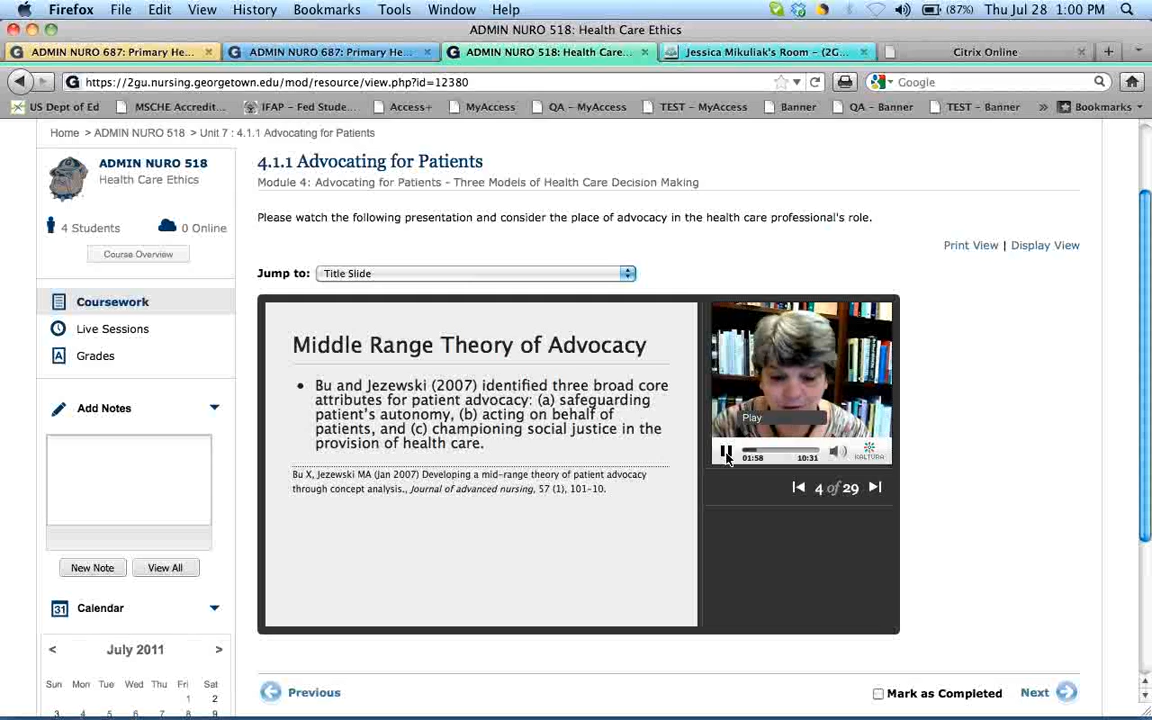 Firefox File Edit View History Bookmarks Tools Window Help (87%) Thu Jul 28 1:00 PM
ADMIN NURO 518: Health Care Ethics
ADMIN NURO 687: Primary He... ADMIN NURO 687: Primary He... ADMIN NURO 518: Health Care... Jessica Mikuliak's Room – (2G... Citrix Online
https://2gu.nursing.georgetown.edu/mod/resource/view.php?id=12380 Google
US Dept of Ed MSCHE Accredit... IFAP – Fed Stude... Access+ MyAccess QA – MyAccess TEST – MyAccess Banner QA – Banner TEST – Banner » Bookmarks
Home > ADMIN NURO 518 > Unit 7 : 4.1.1 Advocating for Patients
ADMIN NURO 518
Health Care Ethics
4 Students 0 Online
Course Overview
Coursework
Live Sessions
Grades
Add Notes
New Note View All
31 Calendar
< July 2011 >
Sun Mon Tue Wed Thu Fri Sat
1 2
3 4 5 6 7 8 9
4.1.1 Advocating for Patients
Module 4: Advocating for Patients - Three Models of Health Care Decision Making
Please watch the following presentation and consider the place of advocacy in the health care professional's role.
Print View | Display View
Jump to: Title Slide
Middle Range Theory of Advocacy
• Bu and Jezewski (2007) identified three broad core
attributes for patient advocacy: (a) safeguarding
patient's autonomy, (b) acting on behalf of
patients, and (c) championing social justice in the
provision of health care.
Bu X, Jezewski MA (Jan 2007) Developing a mid-range theory of patient advocacy
through concept analysis., Journal of advanced nursing, 57 (1), 101-10.
Play
01:58 10:31 KALTURA
4 of 29
Previous Mark as Completed Next